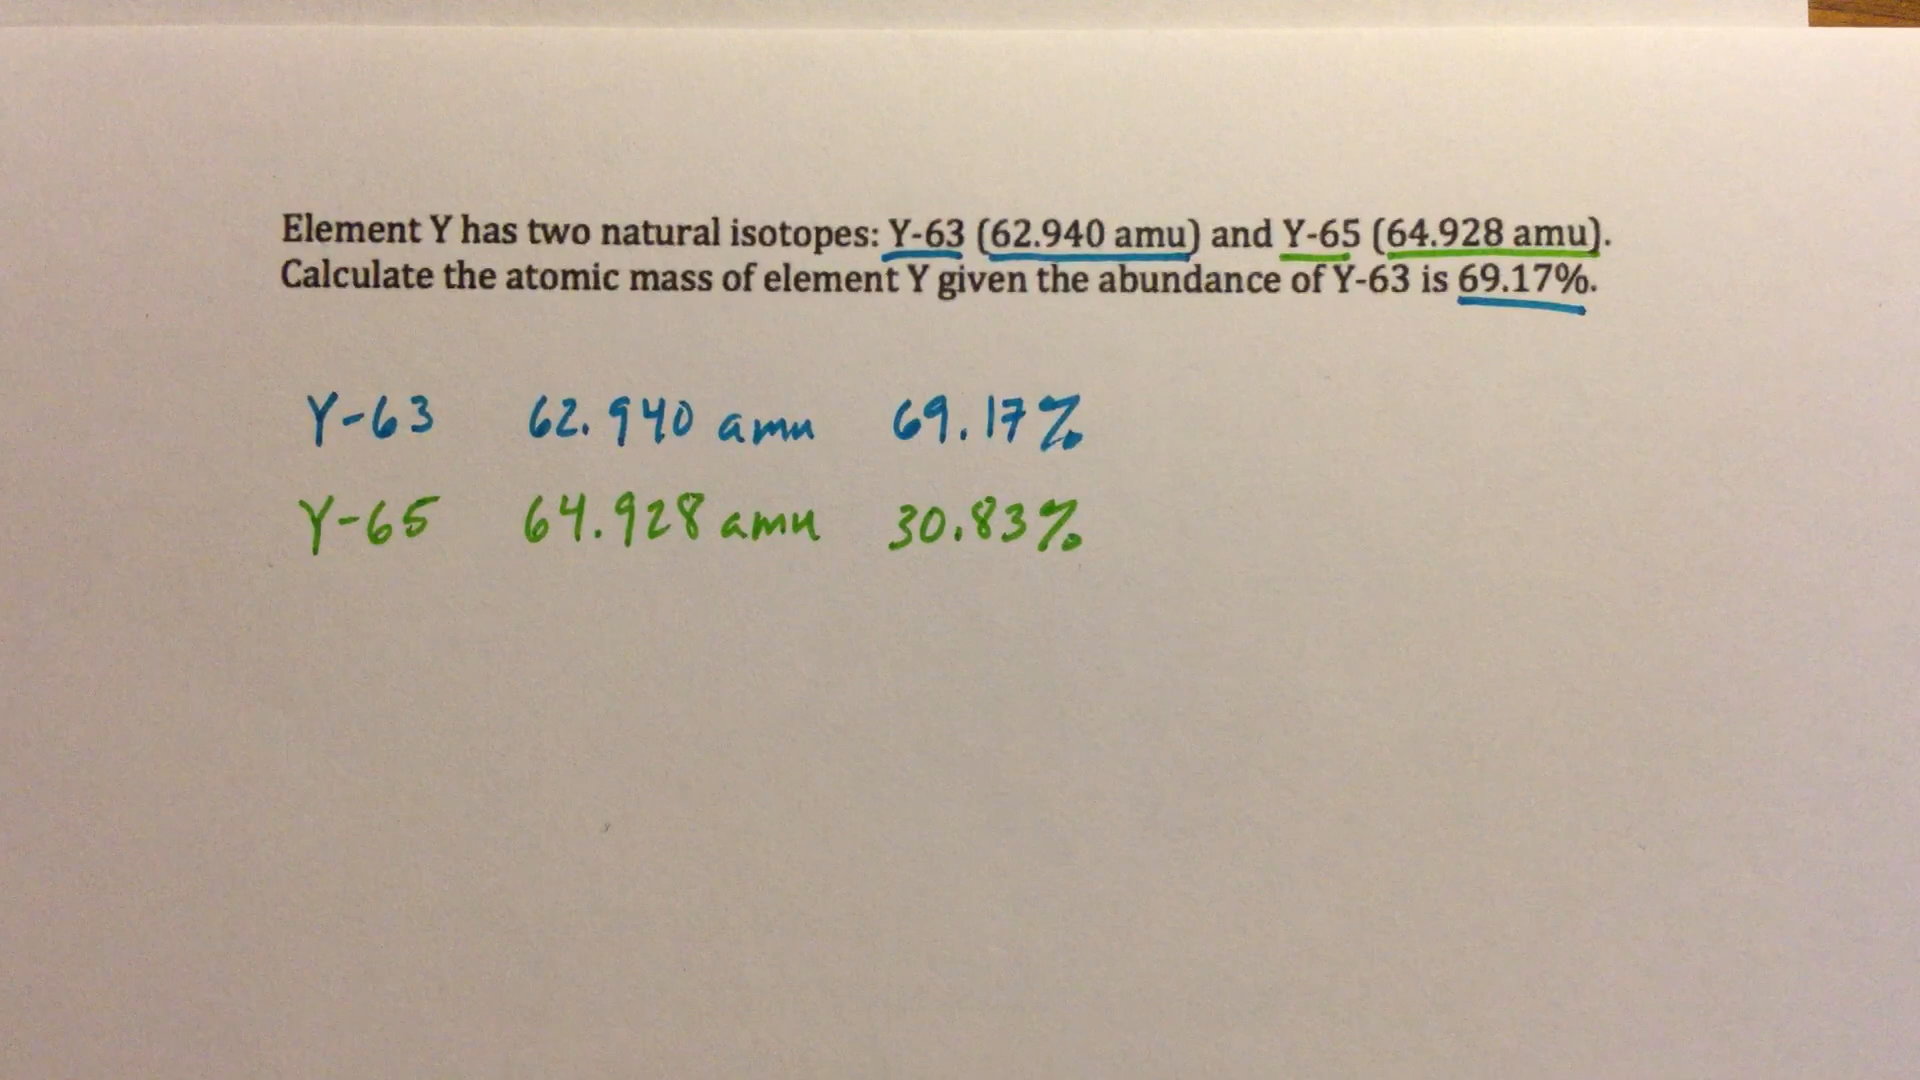 Element Y has two natural isotopes: Y-63 (62.940 amu) and Y-65 (64.928 amu).
Calculate the atomic mass of element Y given the abundance of Y-63 is 69.17%.
Y-63 62.940 amu 69.17%
Y-65 64.928 amu 30.83%